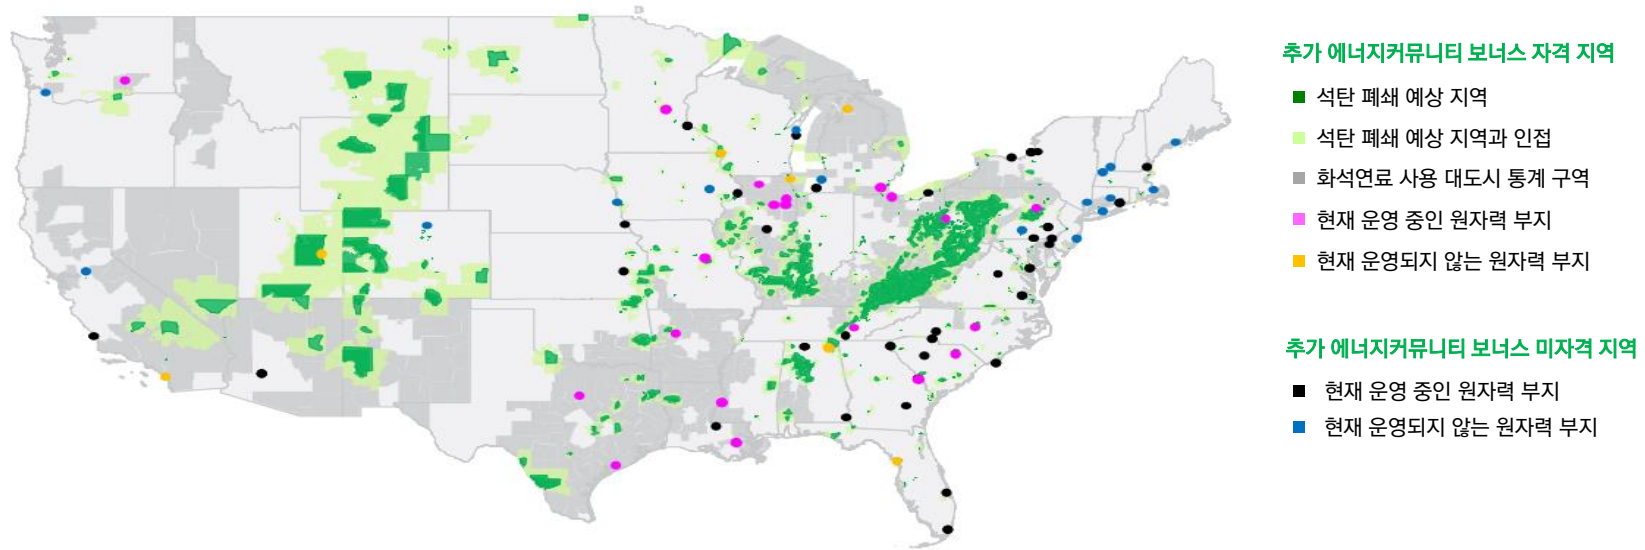 추가 에너지커뮤니티 보너스 자격 지역
석탄 폐쇄 예상 지역
석탄 폐쇄 예상 지역과 인접
화석연료 사용 대도시 통계 구역
현재 운영 중인 원자력 부지
현재 운영되지 않는 원자력 부지
추가 에너지커뮤니티 보너스 미자격 지역
현재 운영 중인 원자력 부지
현재 운영되지 않는 원자력 부지